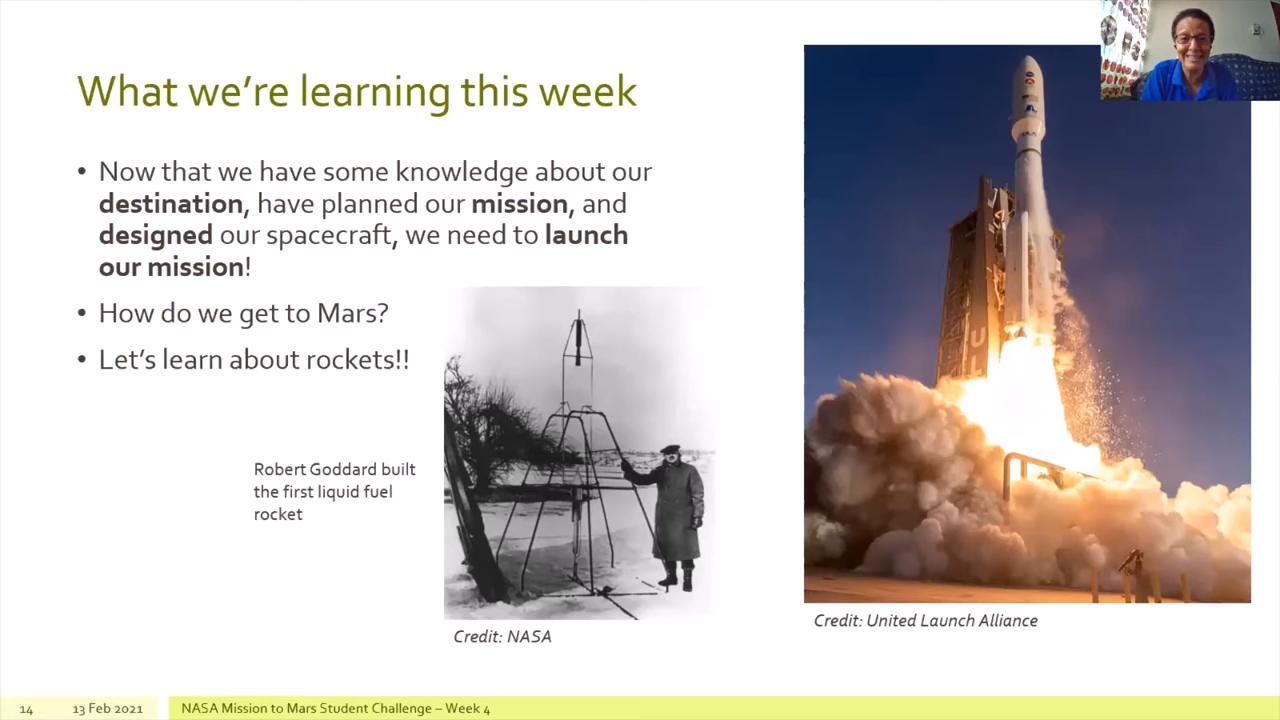 What we're learning this week
• Now that we have some knowledge about our
destination, have planned our mission, and
designed our spacecraft, we need to launch
our mission!
• How do we get to Mars?
• Let's learn about rockets!!
Robert Goddard built
the first liquid fuel
rocket
Credit: NASA
Credit: United Launch Alliance
14 13 Feb 2021 NASA Mission to Mars Student Challenge – Week 4